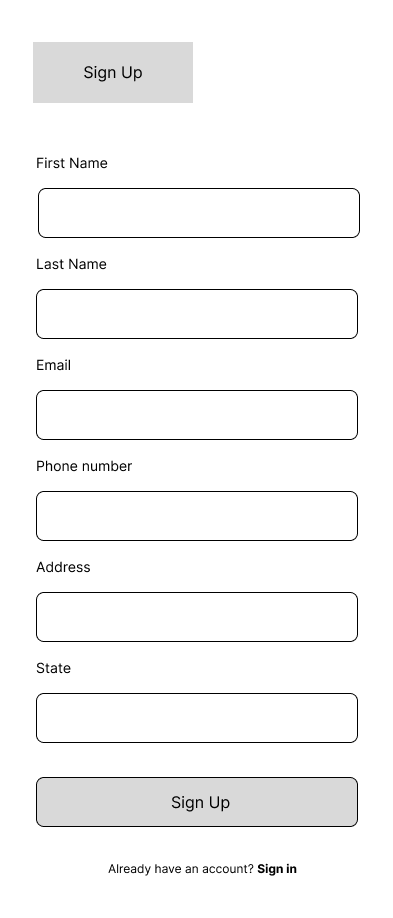 Sign Up
First Name
Last Name
Email
Phone number
Address
State
Sign Up
Already have an account? Sign in